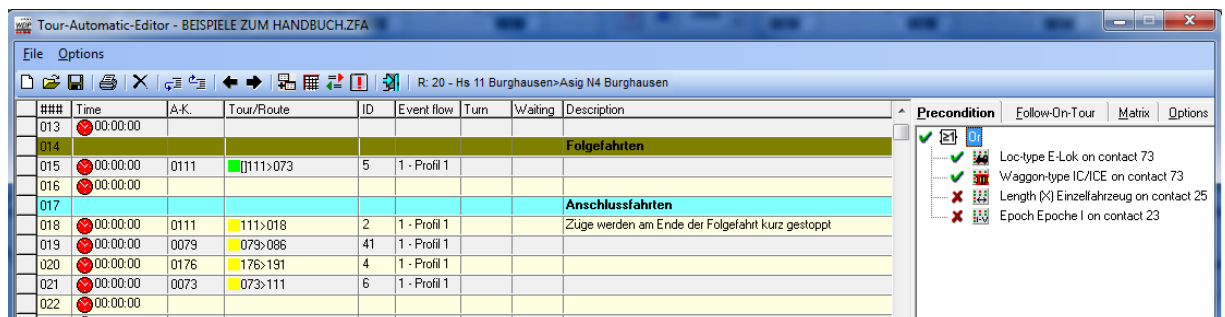 Tour-Automatic-Editor - BEISPIELE ZUM HANDBUCH.ZFA
File Options
R: 20 - Hs 11 Burghausen>Asig N4 Burghausen
### Time A-K. Tour/Route ID Event flow Turn Waiting Description
013 00:00:00
014 Folgefahrten
015 00:00:00 0111 []111>073 5 1 - Profil 1
016 00:00:00
017 Anschlussfahrten
018 00:00:00 0111 111>018 2 1 - Profil 1 Züge werden am Ende der Folgefahrt kurz gestoppt
019 00:00:00 0079 079>086 41 1 - Profil 1
020 00:00:00 0176 176>191 4 1 - Profil 1
021 00:00:00 0073 073>111 6 1 - Profil 1
022 00:00:00
Precondition Follow-On-Tour Matrix Options
≥1 Or
Loc-type E-Lok on contact 73
Waggon-type IC/ICE on contact 73
Length (X) Einzelfahrzeug on contact 25
Epoch Epoche I on contact 23